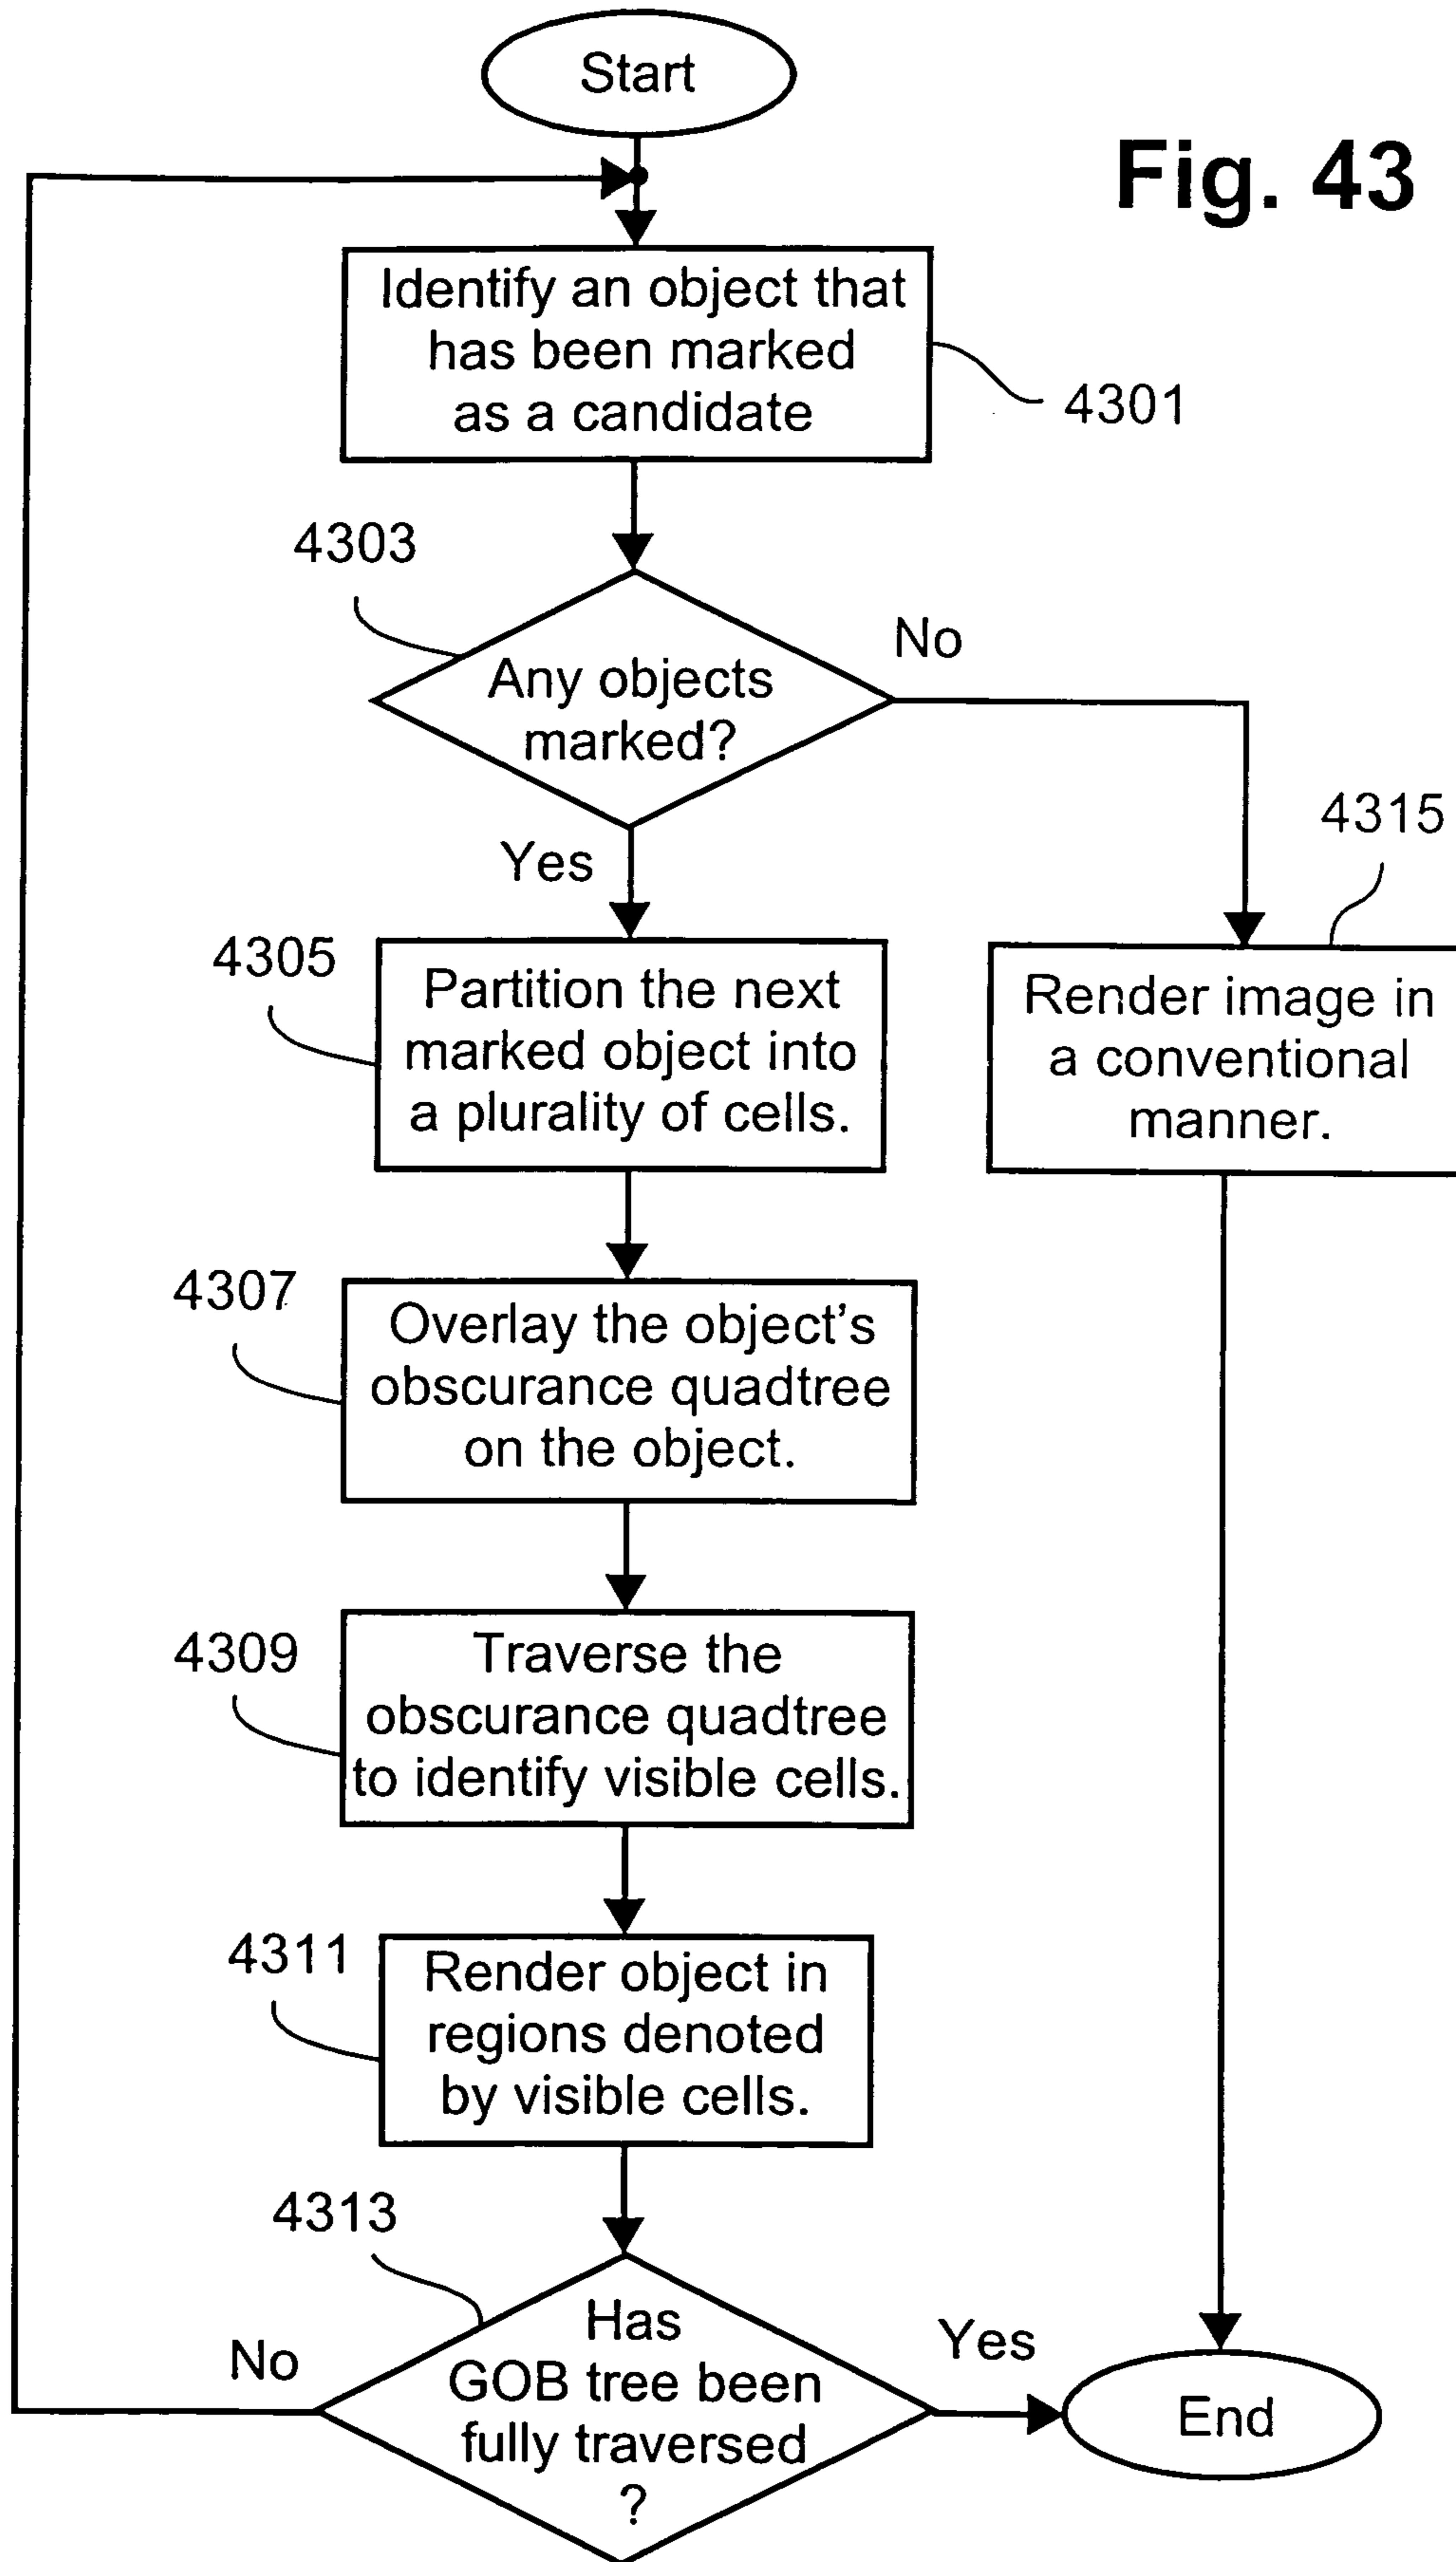 Start
Fig. 43
Identify an object that
has been marked
as a candidate
4301
4303
Any objects
marked?
No
Yes
4315
4305
Partition the next
marked object into
a plurality of cells.
Render image in
a conventional
manner.
4307
Overlay the object's
obscurance quadtree
on the object.
4309
Traverse the
obscurance quadtree
to identify visible cells.
4311
Render object in
regions denoted
by visible cells.
4313
Has
GOB tree been
fully traversed
?
No
Yes
End